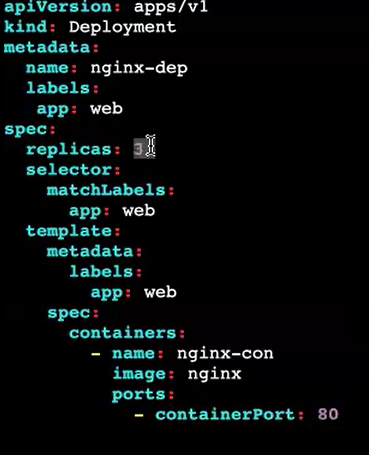 apiVersion: apps/v1
kind: Deployment
metadata:
  name: nginx-dep
  labels:
   app: web
spec:
  replicas: 3
  selector:
    matchLabels:
      app: web
  template:
    metadata:
      labels:
        app: web
    spec:
      containers:
        - name: nginx-con
          image: nginx
          ports:
            - containerPort: 80